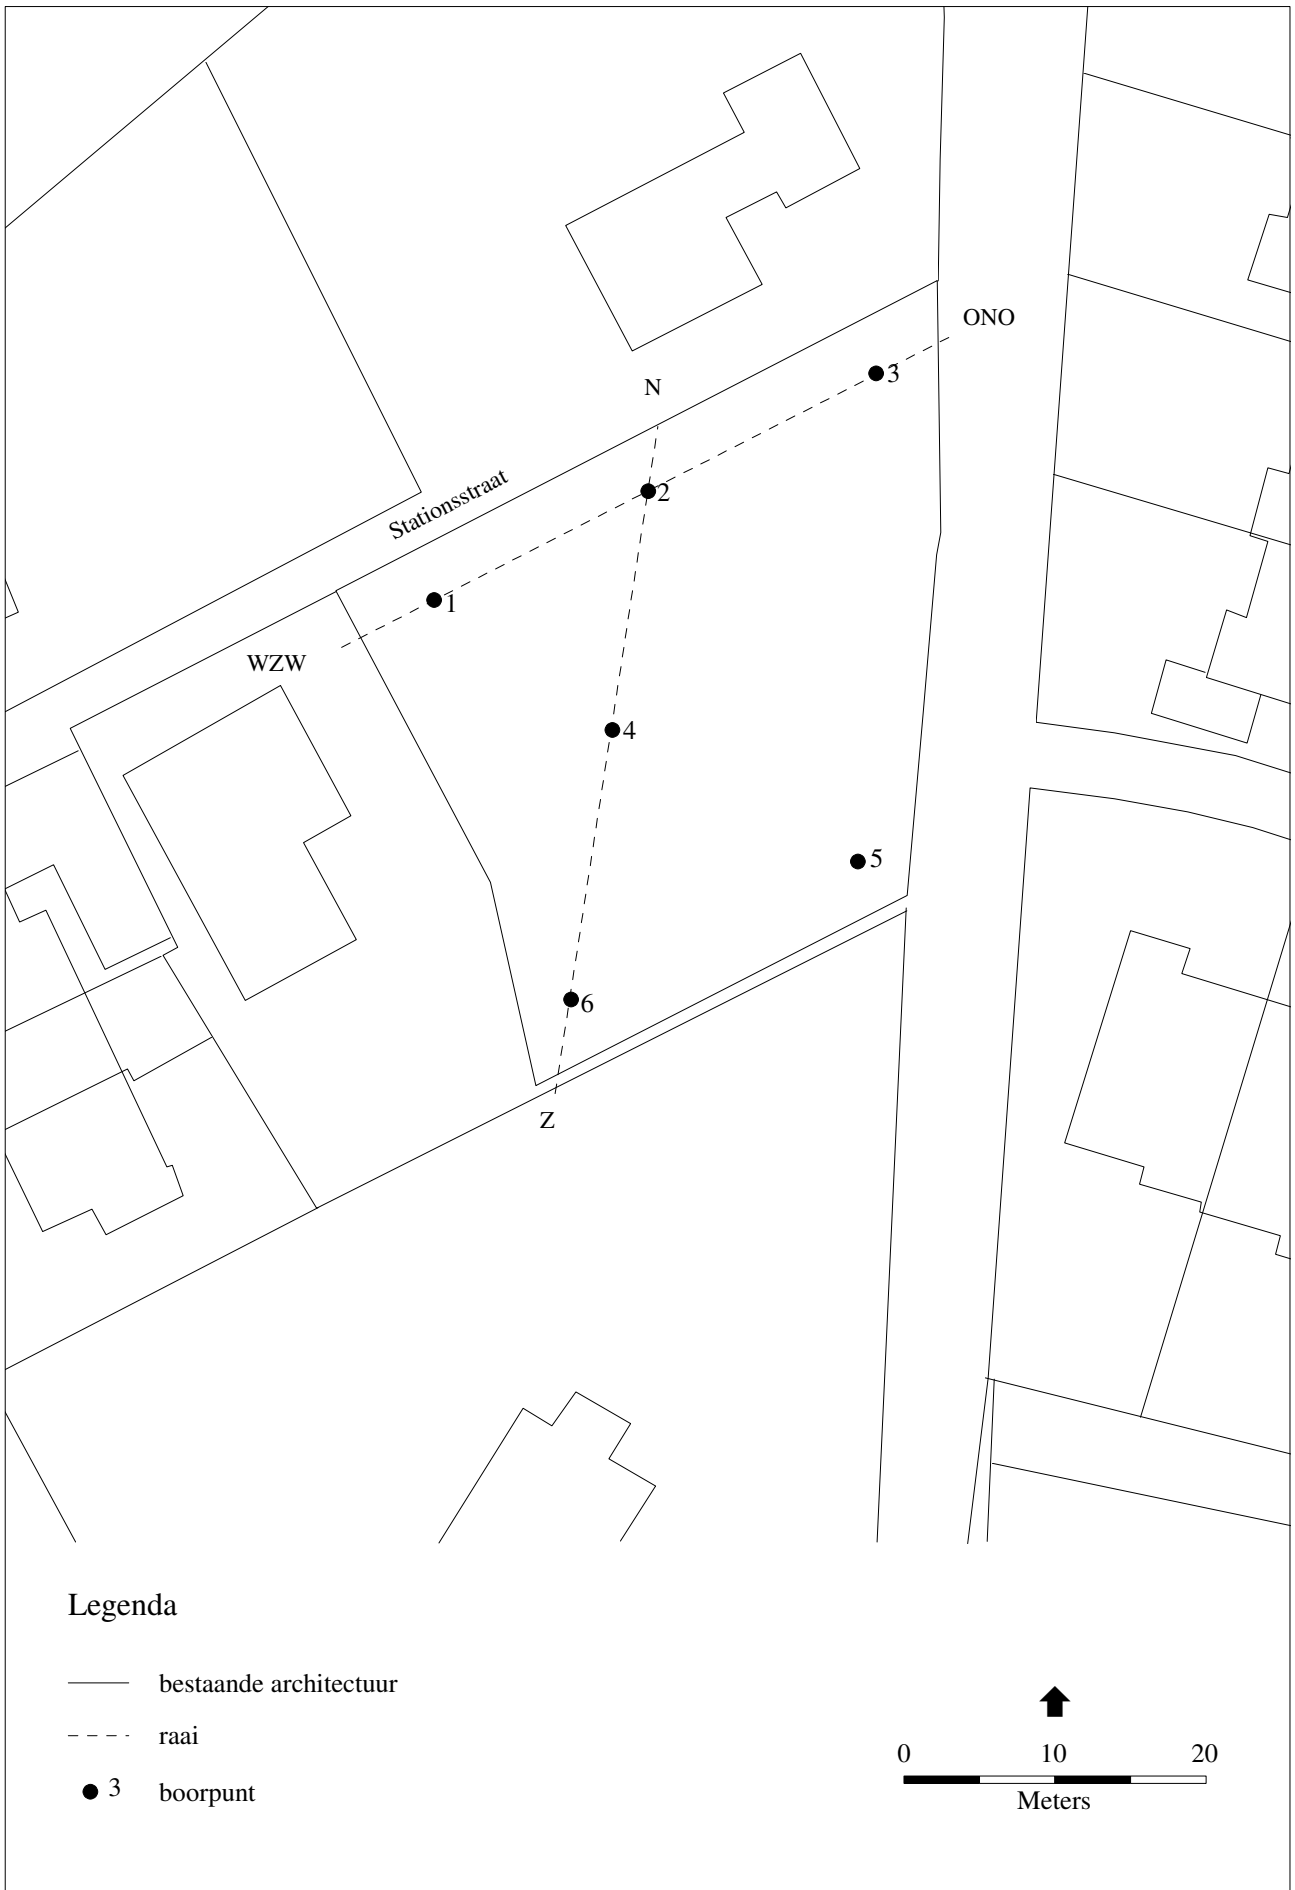 ONO
3
N
2
Stationsstraat
1
WZW
4
5
6
Z
Legenda
bestaande architectuur
raai
3 boorpunt
0 10 20
Meters